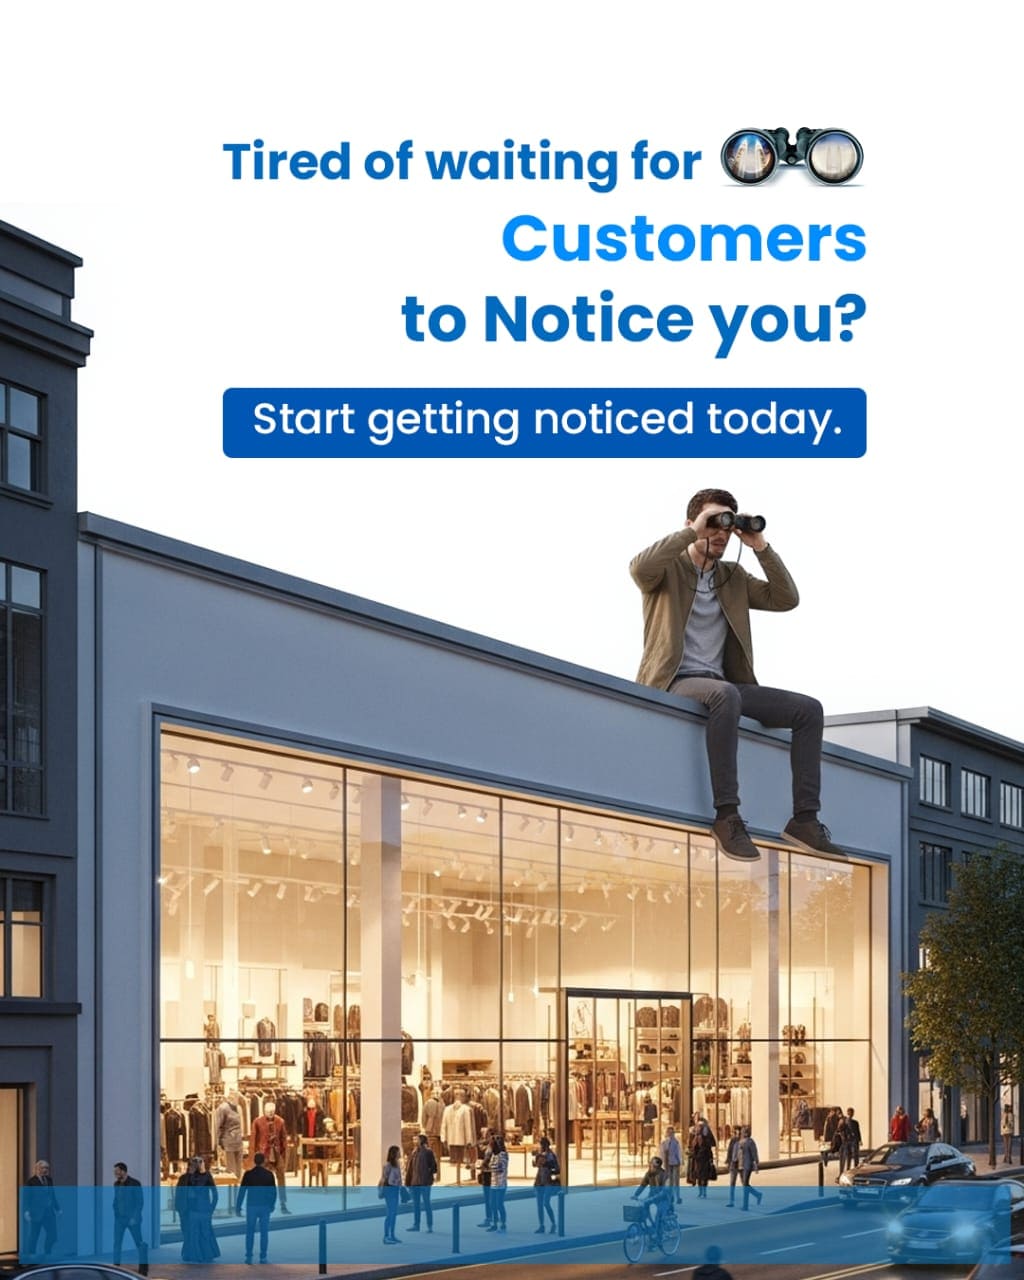 Tired of waiting for
Customers
to Notice you?
Start getting noticed today.